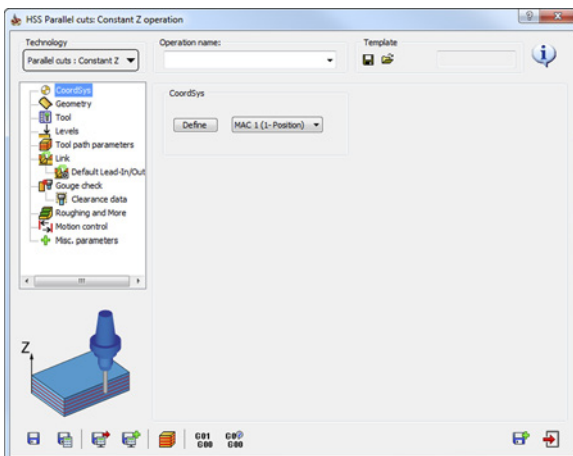 HSS Parallel cuts: Constant Z operation
Technology
Operation name:
Template
Parallel cuts : Constant Z
CoordSys
Geometry
Tool
Levels
Tool path parameters
Link
Default Lead-In/Out
Gouge check
Clearance data
Roughing and More
Motion control
Misc. parameters
CoordSys
Define
MAC 1 (1-Position)
Z
G01
G00
G0
G00